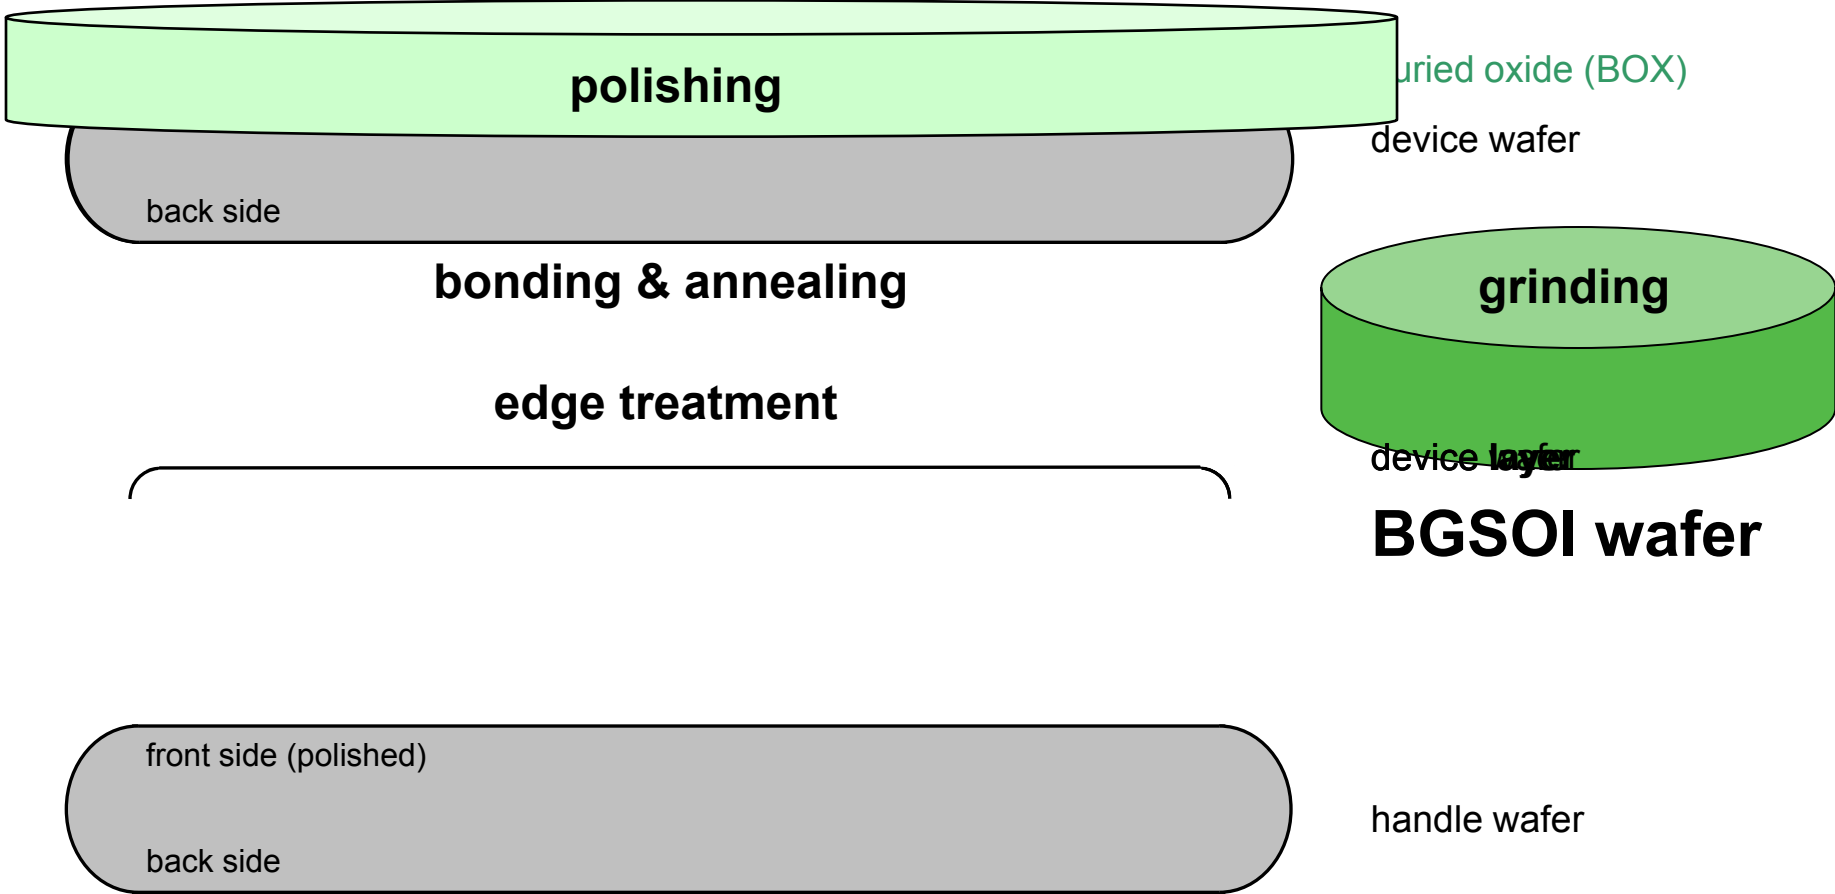 polishing
uried oxide (BOX)
device wafer
back side
bonding & annealing
grinding
edge treatment
device
BGSOI wafer
front side (polished)
handle wafer
back side